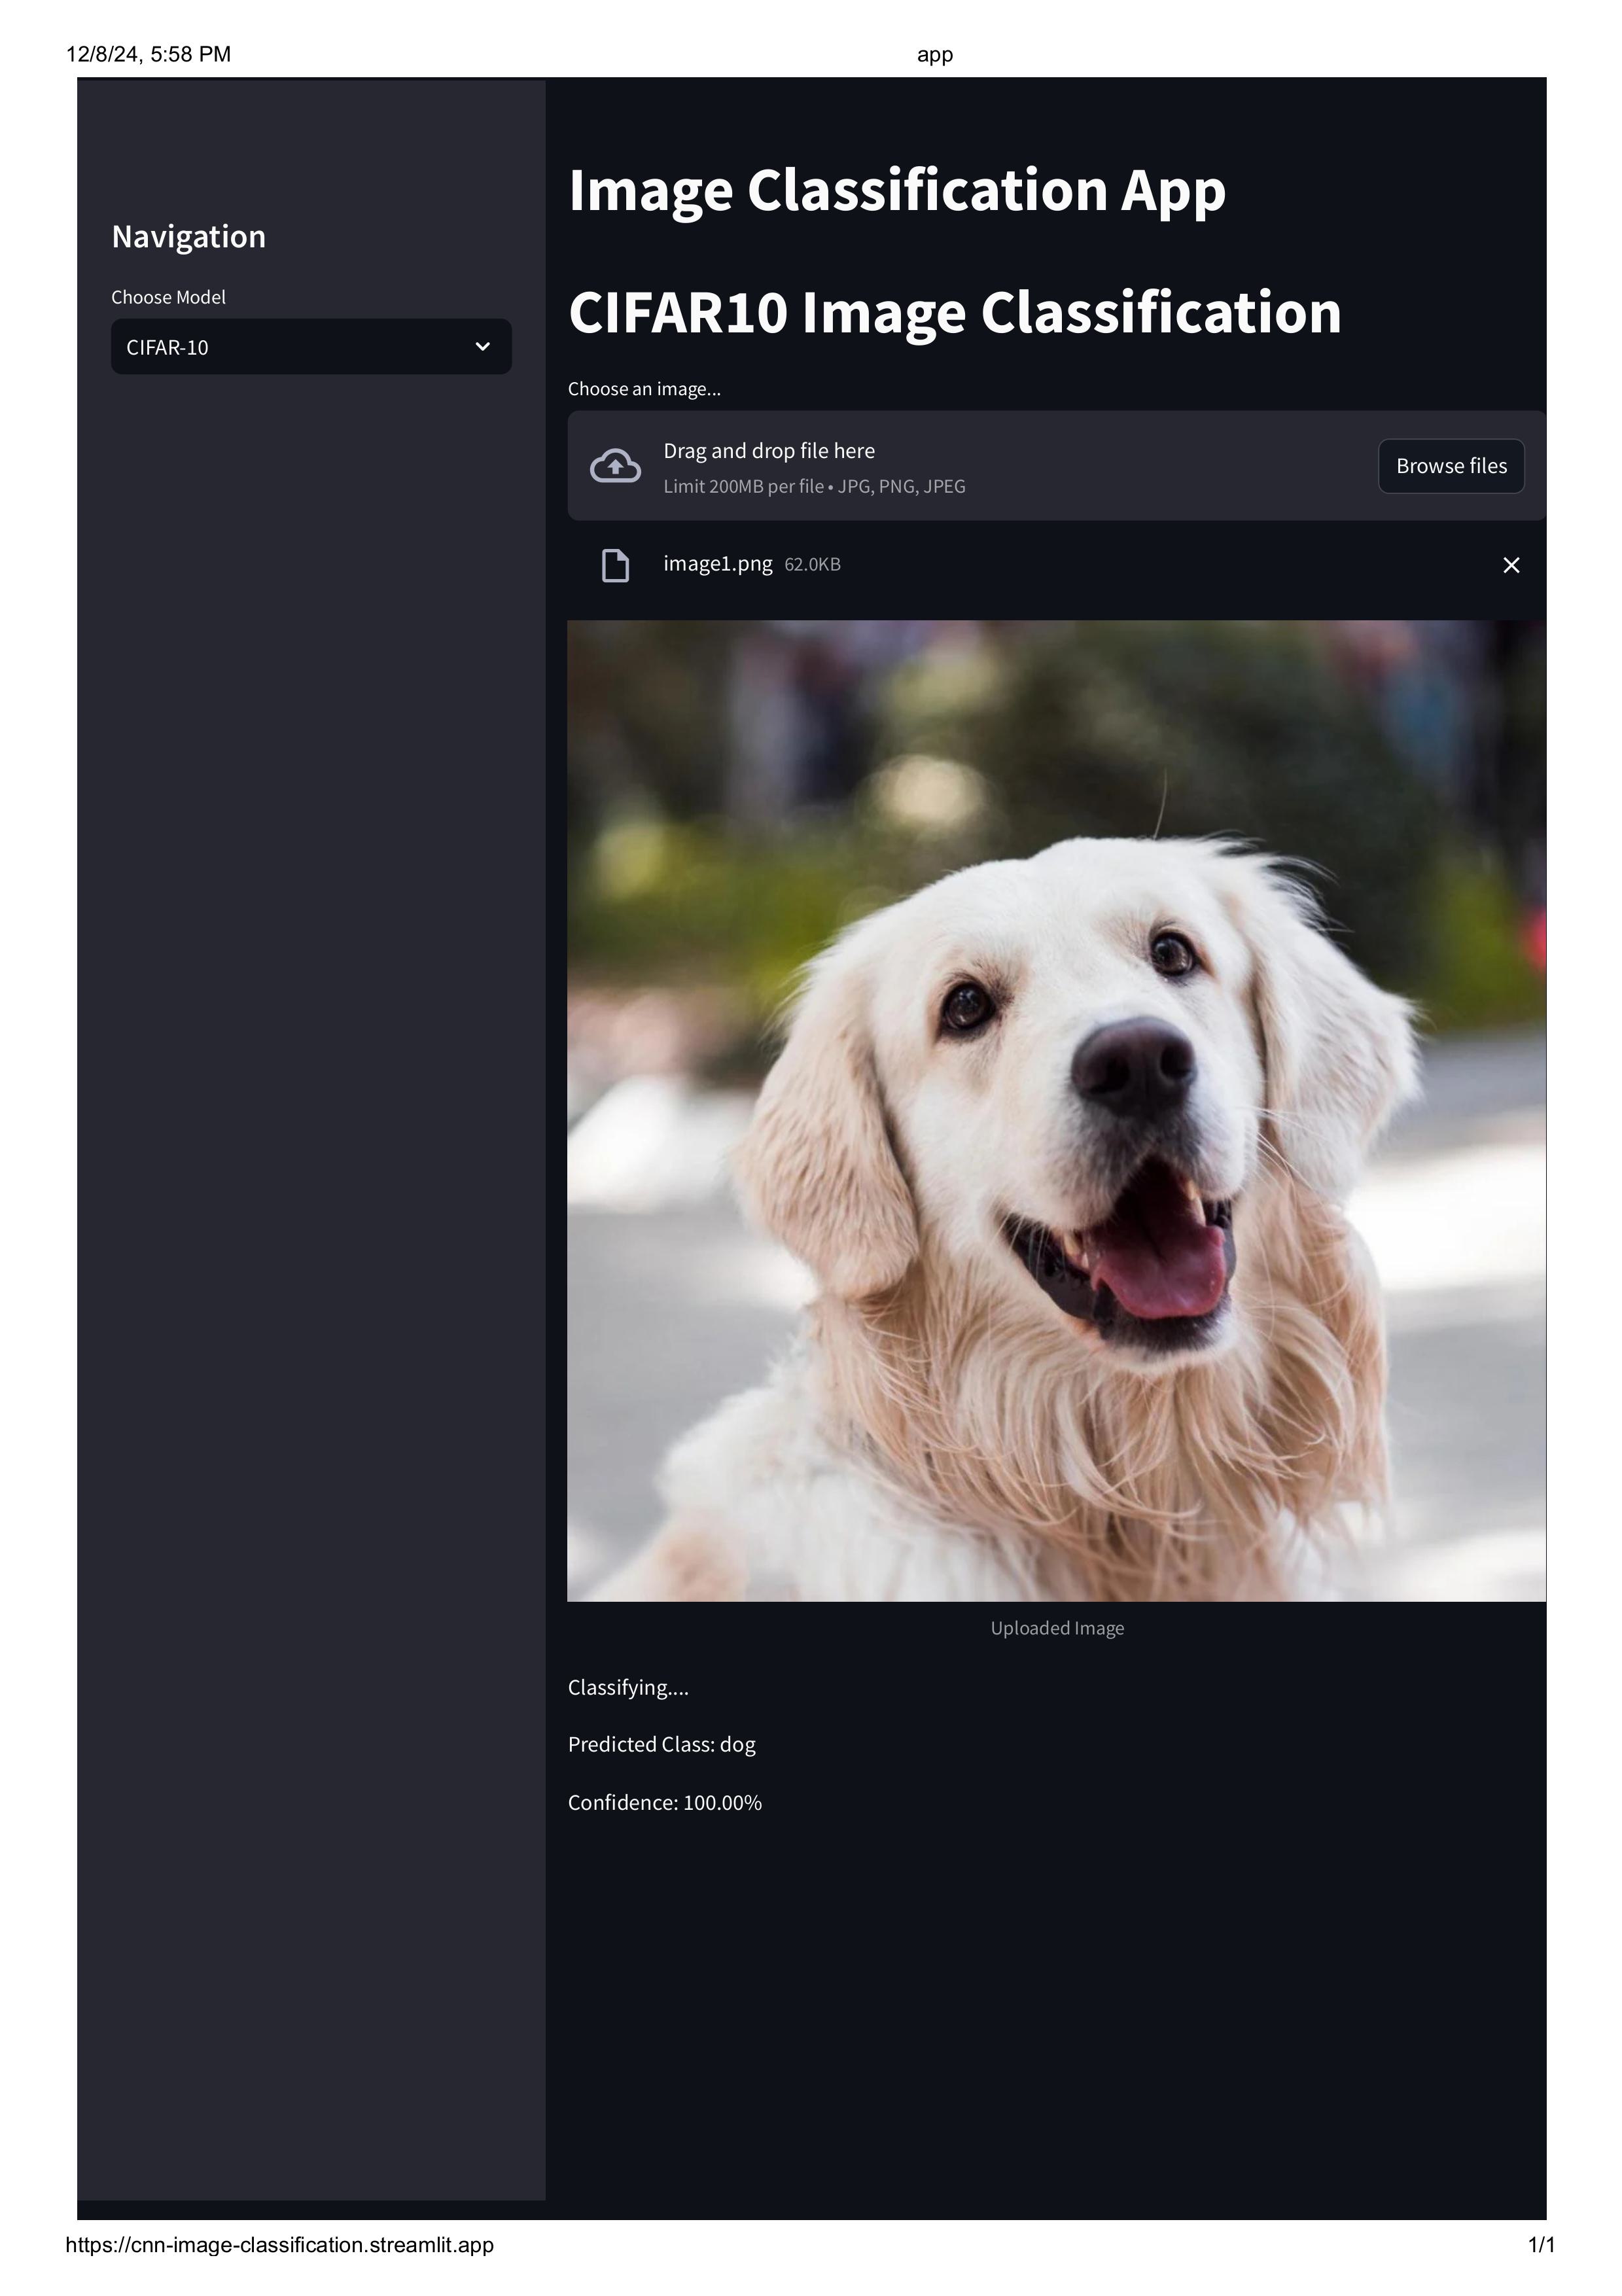 12/8/24, 5:58 PM
app
Navigation
Choose Model
CIFAR-10
Image Classification App
CIFAR10 Image Classification
Choose an image...
Drag and drop file here
Limit 200MB per file • JPG, PNG, JPEG
Browse files
image1.png 62.0KB
Uploaded Image
Classifying....
Predicted Class: dog
Confidence: 100.00%
https://cnn-image-classification.streamlit.app
1/1